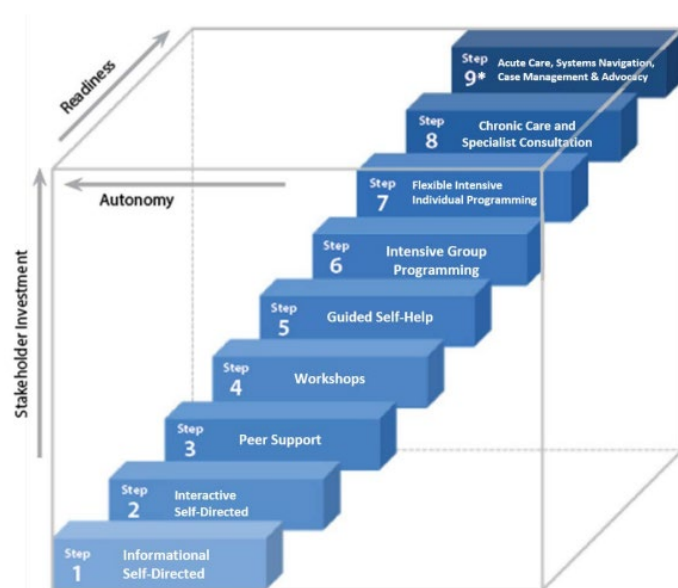 Readiness
Autonomy
Stakeholder Investment
Step
9*
Acute Care, Systems Navigation,
Case Management & Advocacy
Step
8
Chronic Care and
Specialist Consultation
Step
7
Flexible Intensive
Individual Programming
Step
6
Intensive Group
Programming
Step
5
Guided Self-Help
Step
4
Workshops
Step
3
Peer Support
Step
2
Interactive
Self-Directed
Step
1
Informational
Self-Directed